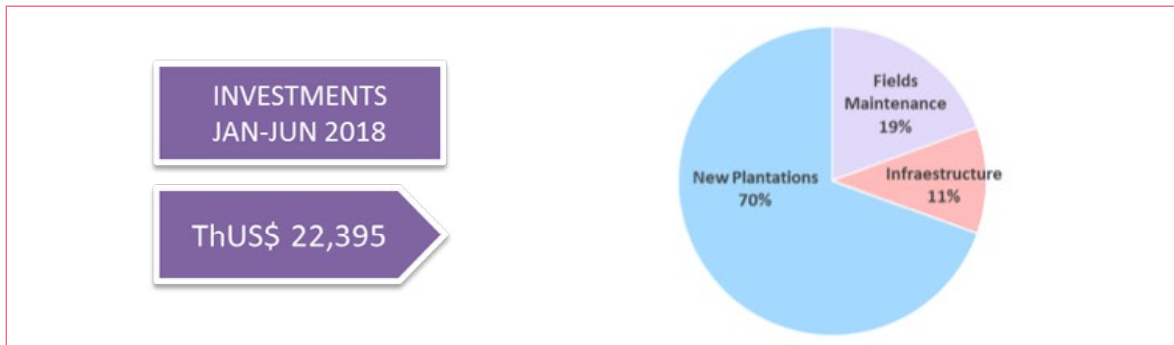 INVESTMENTS
JAN-JUN 2018
ThUS$ 22,395
Fields
Maintenance
19%
Infraestructure
11%
New Plantations
70%